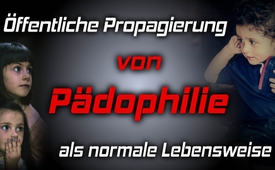 Öffentliche Propagierung
von
Pädophilie
als normale Lebensweise